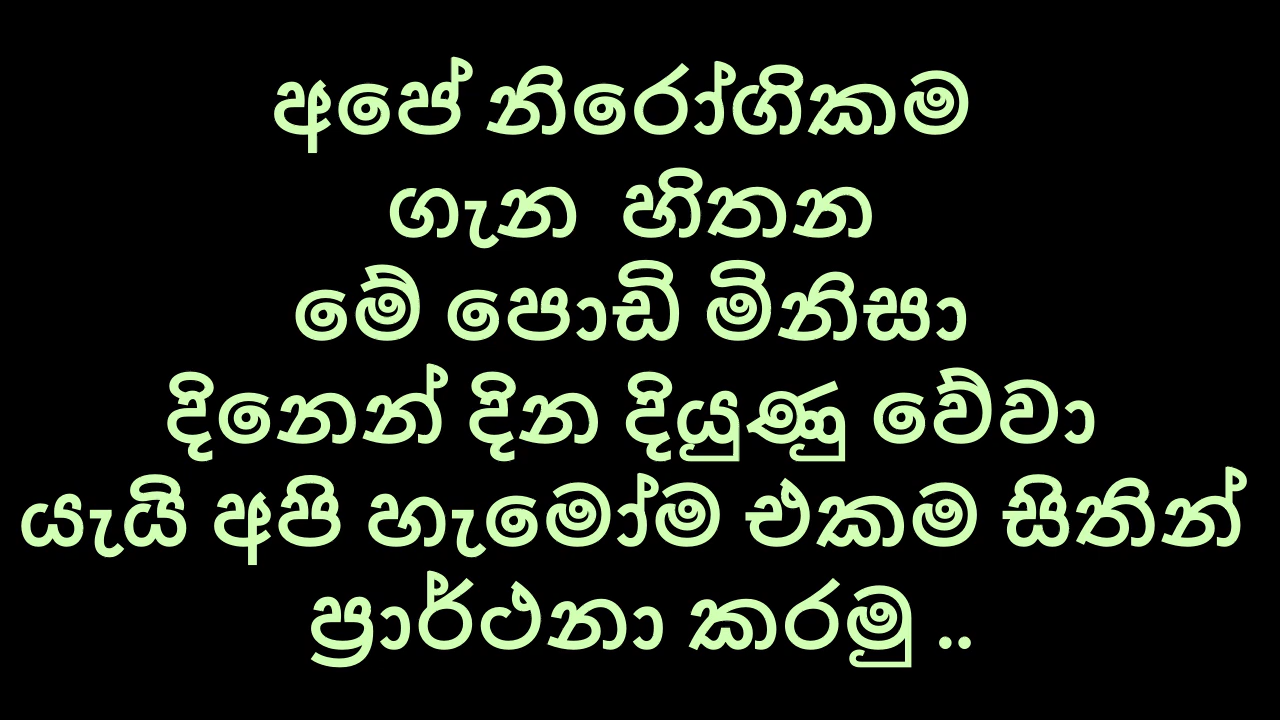 අපේ නිරෝගිකම
ගැන හිතන
මේ පොඩි මිනිසා
දිනෙන් දින දියුණු වේවා
යැයි අපි හැමෝම එකම සිතින්
ප්‍රාර්ථනා කරමු ..